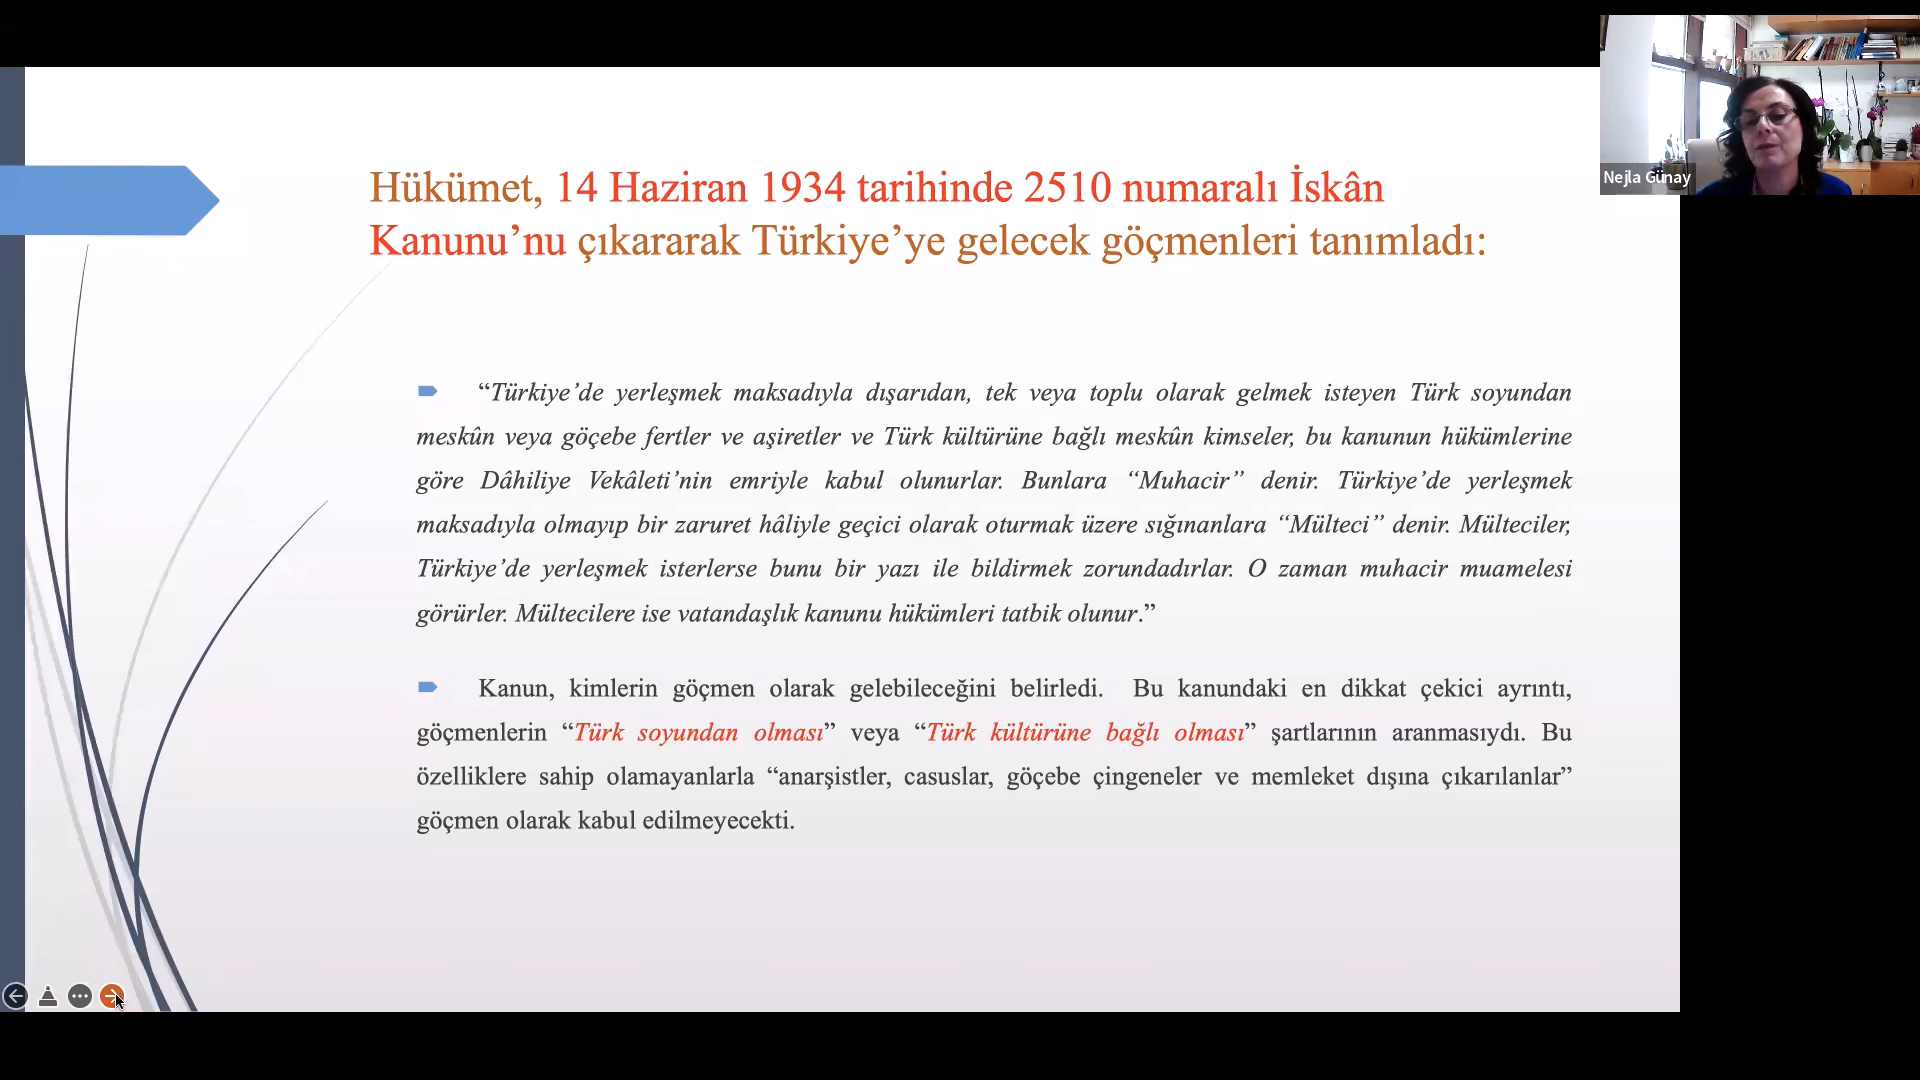 Nejla Günay
Hükümet, 14 Haziran 1934 tarihinde 2510 numaralı İskân
Kanunu’nu çıkararak Türkiye’ye gelecek göçmenleri tanımladı:
“Türkiye’de yerleşmek maksadıyla dışarıdan, tek veya toplu olarak gelmek isteyen Türk soyundan
meskûn veya göçebe fertler ve aşiretler ve Türk kültürüne bağlı meskûn kimseler, bu kanunun hükümlerine
göre Dâhiliye Vekâleti’nin emriyle kabul olunurlar. Bunlara “Muhacir” denir. Türkiye’de yerleşmek
maksadıyla olmayıp bir zaruret hâliyle geçici olarak oturmak üzere sığınanlara “Mülteci” denir. Mülteciler,
Türkiye’de yerleşmek isterlerse bunu bir yazı ile bildirmek zorundadırlar. O zaman muhacir muamelesi
görürler. Mültecilere ise vatandaşlık kanunu hükümleri tatbik olunur.”
Kanun, kimlerin göçmen olarak gelebileceğini belirledi. Bu kanundaki en dikkat çekici ayrıntı,
göçmenlerin “Türk soyundan olması” veya “Türk kültürüne bağlı olması” şartlarının aranmasıydı. Bu
özelliklere sahip olamayanlarla “anarşistler, casuslar, göçebe çingeneler ve memleket dışına çıkarılanlar”
göçmen olarak kabul edilmeyecekti.